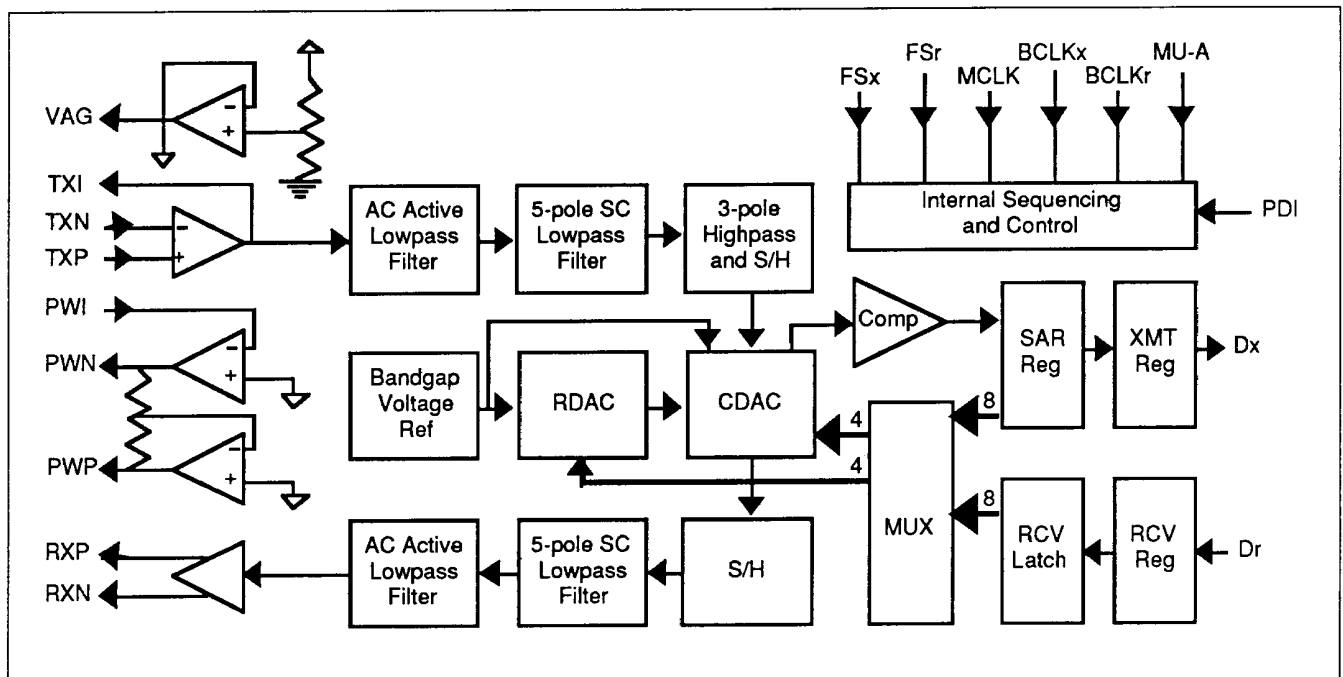 FSr
BCLKx
MU-A
FSx
MCLK
BCLKr
VAG
-
+
TXI
TXN
-
TXP
+
AC Active
Lowpass
Filter
5-pole SC
Lowpass
Filter
3-pole
Highpass
and S/H
Internal Sequencing
and Control
PDI
PWI
-
PWN
+
-
PWP
+
Bandgap
Voltage
Ref
RDAC
CDAC
Comp
SAR
Reg
XMT
Reg
Dx
4
8
4
8
MUX
RCV
Latch
RCV
Reg
Dr
RXP
RXN
AC Active
Lowpass
Filter
5-pole SC
Lowpass
Filter
S/H